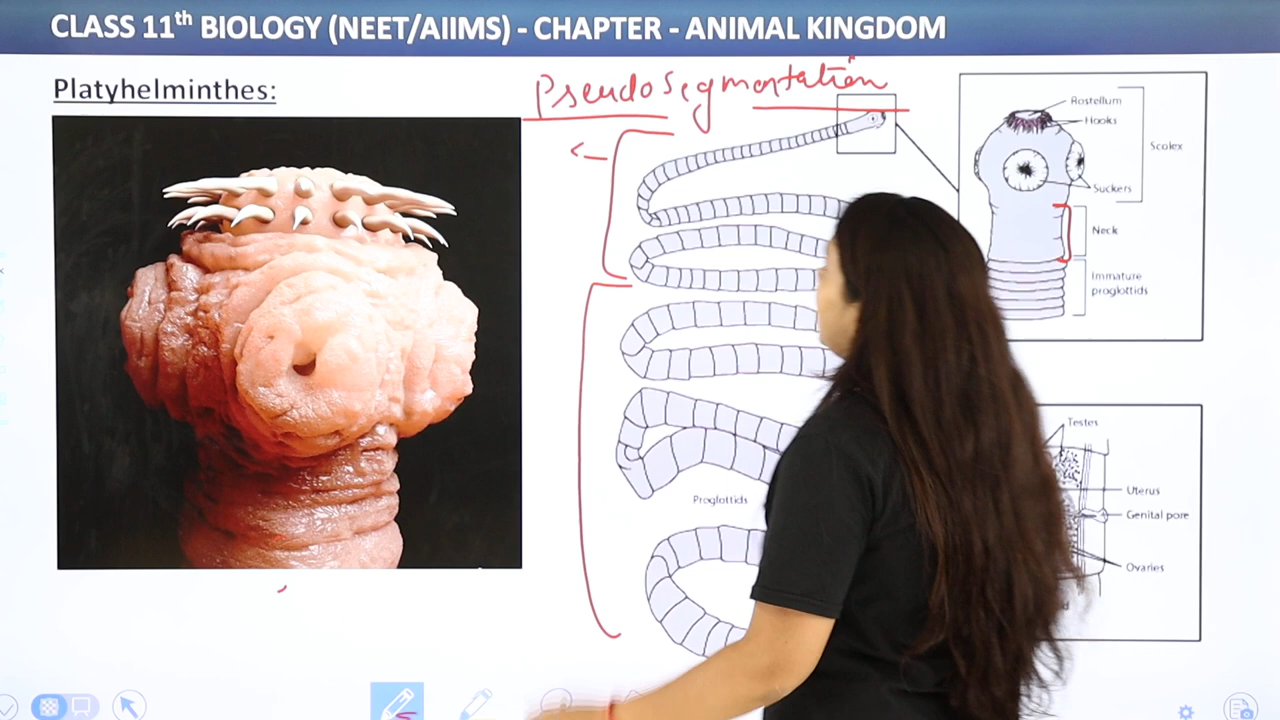 CLASS 11th BIOLOGY (NEET/AIIMS) - CHAPTER - ANIMAL KINGDOM
Platyhelminthes:
Pseudosegmentation
Rostellum
Hooks
Scolex
Suckers
Neck
Immature
proglottids
Proglottids
Testes
Uterus
Genital pore
Ovaries